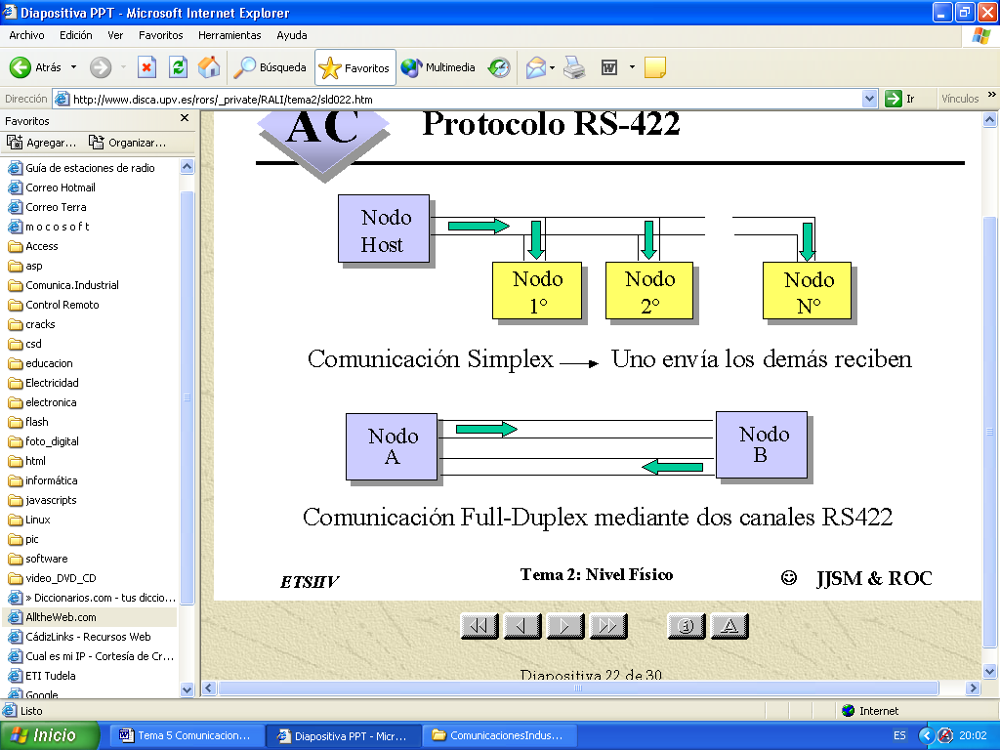 Diapositiva PPT - Microsoft Internet Explorer
Archivo Edición Ver Favoritos Herramientas Ayuda
Atrás Búsqueda Favoritos Multimedia
Dirección http://www.disca.upv.es/rors/_private/RALI/tema2/sld022.htm Ir Vínculos »
Favoritos
Agregar... Organizar...
Guía de estaciones de radio
Correo Hotmail
Correo Terra
m o c o s o f t
Access
asp
Comunica.Industrial
Control Remoto
cracks
csd
educacion
Electricidad
electronica
flash
foto_digital
html
informática
javascripts
Linux
pic
software
video_DVD_CD
» Diccionarios.com - tus diccio...
AlltheWeb.com
CádizLinks - Recursos Web
Cual es mi IP - Cortesía de Cr...
ETI Tudela
Google
AC
Protocolo RS-422
Nodo
Host
Nodo
1°
Nodo
2°
Nodo
N°
Comunicación Simplex Uno envía los demás reciben
Nodo
A
Nodo
B
Comunicación Full-Duplex mediante dos canales RS422
ETSIIV Tema 2: Nivel Físico ☺ JJSM & ROC
A
Diapositiva 22 de 30
Listo Internet
Inicio Tema 5 Comunicacion... Diapositiva PPT - Micr... ComunicacionesIndus... ES 20:02